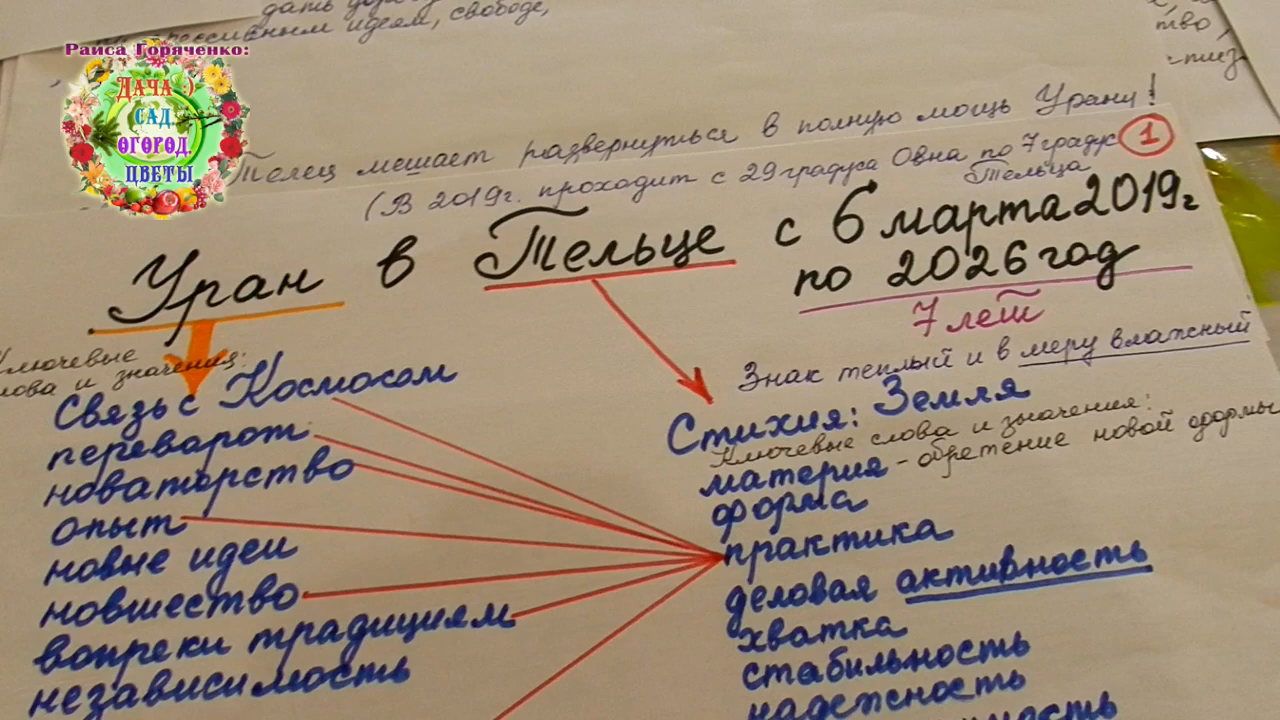 дать
идеям, свободе,
тво,
Раиса Горяченко:
Дача :)
сад,
огород,
цветы
Телец мешает развернуться в полную мощь Урану!
(В 2019г. проходит с 29 градуса Овна по 7 градус
Тельца
1
Уран в Тельце с 6 марта 2019г
по 2026 год
7 лет
Ключевые
слова и значения:
Знак теплый и в меру влажный
Связь с Космосом
переворот
новаторство
опыт
новые идеи
новшество
вопреки традициям
независимость
Стихия: Земля
Ключевые слова и значения:
материя - обретение новой формы
форма
практика
деловая активность
хватка
стабильность
надежность